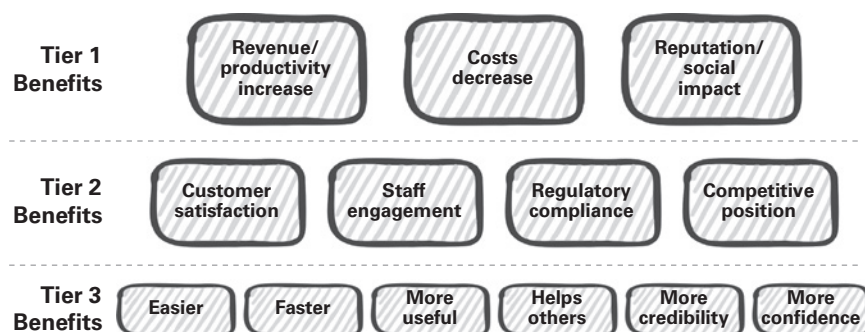 Tier 1
Benefits
Revenue/
productivity
increase
Costs
decrease
Reputation/
social
impact
Tier 2
Benefits
Customer
satisfaction
Staff
engagement
Regulatory
compliance
Competitive
position
Tier 3
Benefits
Easier
Faster
More
useful
Helps
others
More
credibility
More
confidence